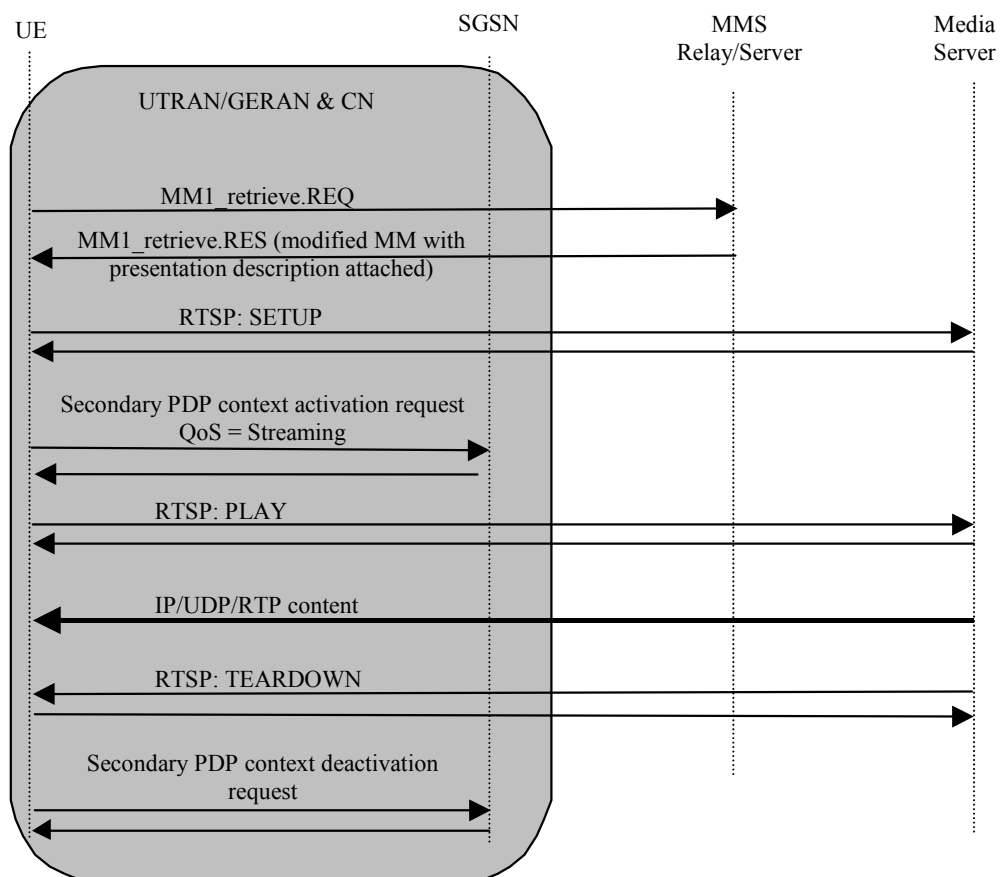 UE
SGSN
MMS
Relay/Server
Media
Server
UTRAN/GERAN & CN
MM1_retrieve.REQ
MM1_retrieve.RES (modified MM with
presentation description attached)
RTSP: SETUP
Secondary PDP context activation request
QoS = Streaming
RTSP: PLAY
IP/UDP/RTP content
RTSP: TEARDOWN
Secondary PDP context deactivation
request